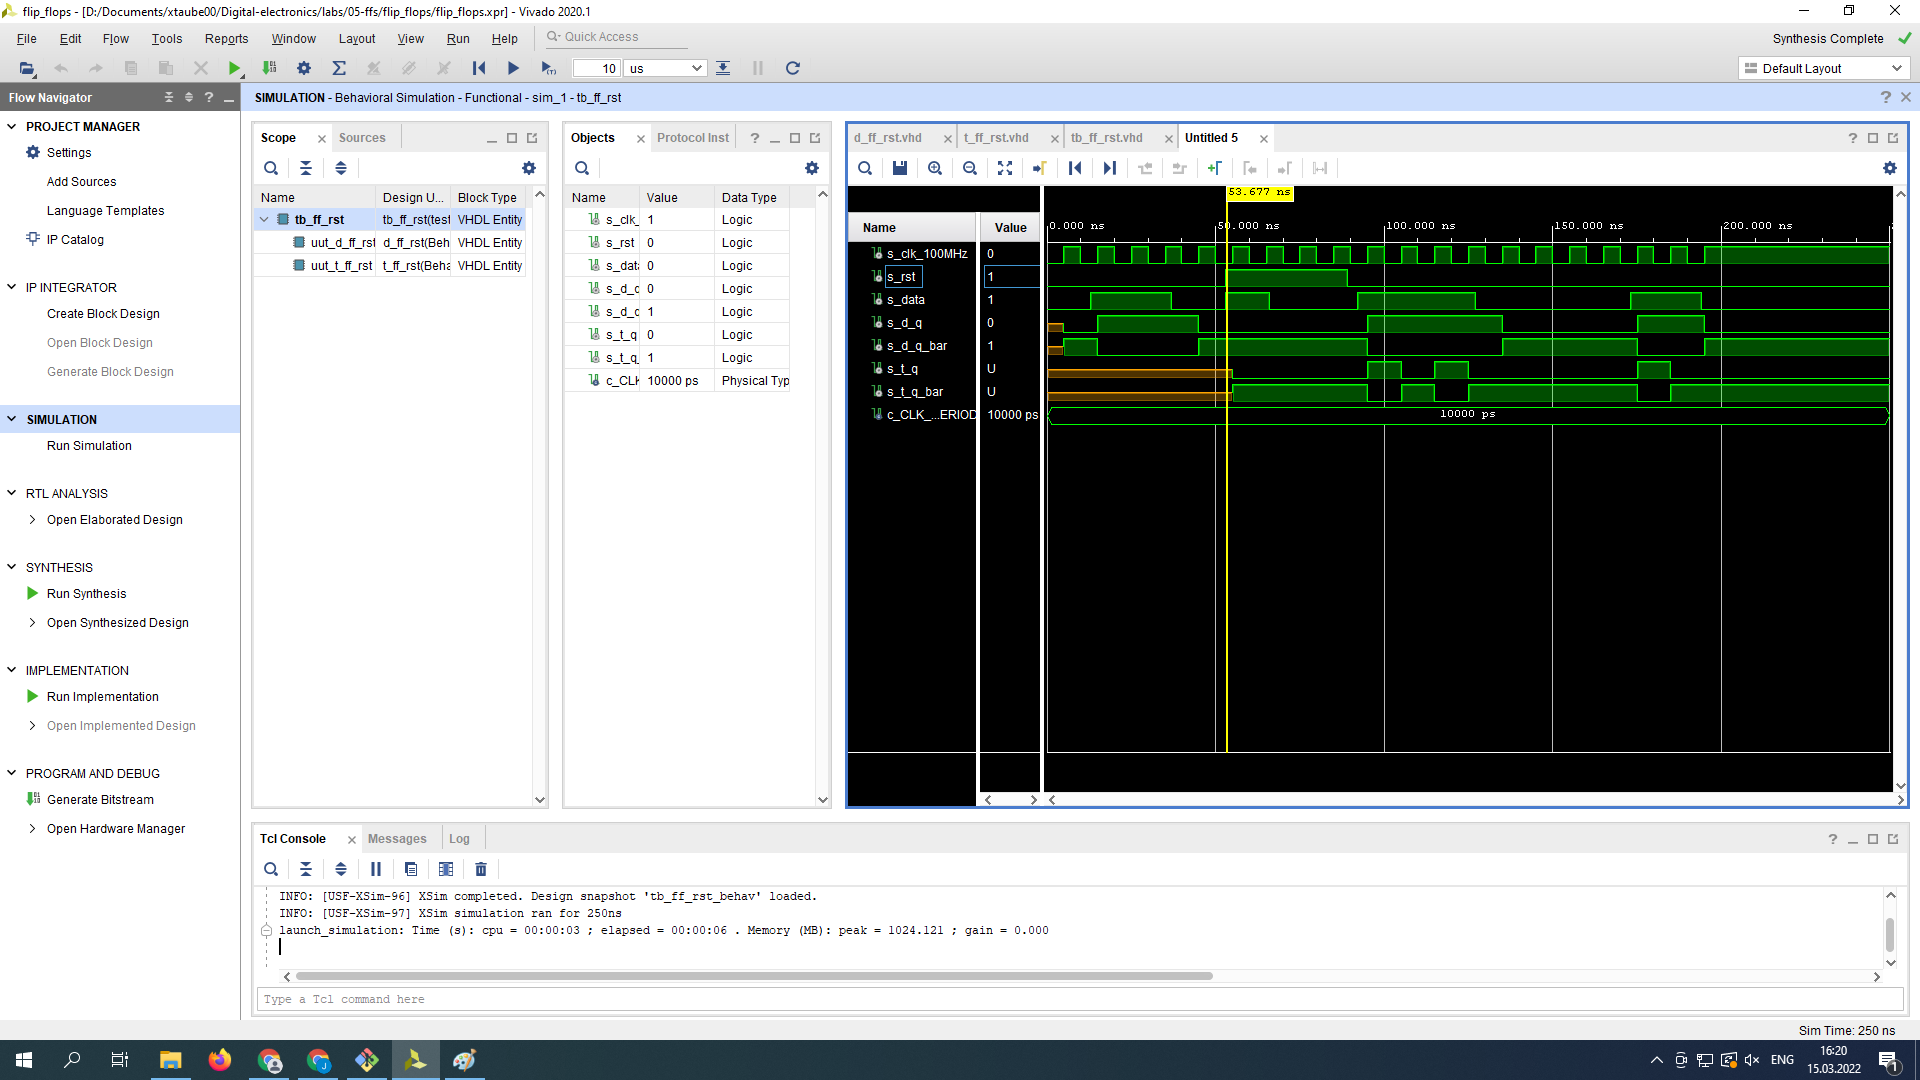 flip_flops - [D:/Documents/xtaube00/Digital-electronics/labs/05-ffs/flip_flops/flip_flops.xpr] - Vivado 2020.1
File Edit Flow Tools Reports Window Layout View Run Help Quick Access
Synthesis Complete
10 us
Default Layout
Flow Navigator
SIMULATION - Behavioral Simulation - Functional - sim_1 - tb_ff_rst
PROJECT MANAGER
Settings
Add Sources
Language Templates
IP Catalog
IP INTEGRATOR
Create Block Design
Open Block Design
Generate Block Design
SIMULATION
Run Simulation
RTL ANALYSIS
Open Elaborated Design
SYNTHESIS
Run Synthesis
Open Synthesized Design
IMPLEMENTATION
Run Implementation
Open Implemented Design
PROGRAM AND DEBUG
Generate Bitstream
Open Hardware Manager
Scope Sources
Name Design U... Block Type
tb_ff_rst tb_ff_rst(test VHDL Entity
uut_d_ff_rst d_ff_rst(Beh VHDL Entity
uut_t_ff_rst t_ff_rst(Beha VHDL Entity
Objects Protocol Inst
Name Value Data Type
s_clk_ 1 Logic
s_rst 0 Logic
s_data 0 Logic
s_d_q 0 Logic
s_d_q 1 Logic
s_t_q 0 Logic
s_t_q_ 1 Logic
c_CLK 10000 ps Physical Typ
d_ff_rst.vhd t_ff_rst.vhd tb_ff_rst.vhd Untitled 5
53.677 ns
Name Value
0.000 ns 50.000 ns 100.000 ns 150.000 ns 200.000 ns
s_clk_100MHz 0
s_rst 1
s_data 1
s_d_q 0
s_d_q_bar 1
s_t_q U
s_t_q_bar U
c_CLK_...ERIOD 10000 ps 10000 ps
Tcl Console Messages Log
INFO: [USF-XSim-96] XSim completed. Design snapshot 'tb_ff_rst_behav' loaded.
INFO: [USF-XSim-97] XSim simulation ran for 250ns
launch_simulation: Time (s): cpu = 00:00:03 ; elapsed = 00:00:06 . Memory (MB): peak = 1024.121 ; gain = 0.000
Type a Tcl command here
Sim Time: 250 ns
ENG
16:20
15.03.2022
1